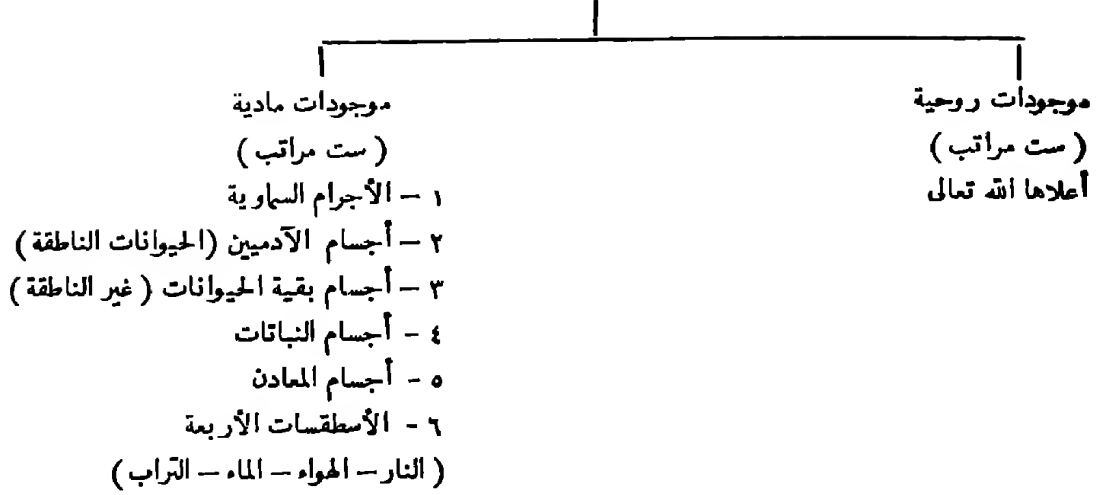 موجودات روحية
( ست مراتب )
أعلاها الله تعالى
موجودات مادية
( ست مراتب )
١ – الأجرام السماوية
٢ – أجسام الآدميين (الحيوانات الناطقة )
٣ – أجسام بقية الحيوانات ( غير الناطقة )
٤ – أجسام النباتات
٥ - أجسام المعادن
٦ - الأسطقسات الأربعة
( النار – الهواء – الماء – التراب )